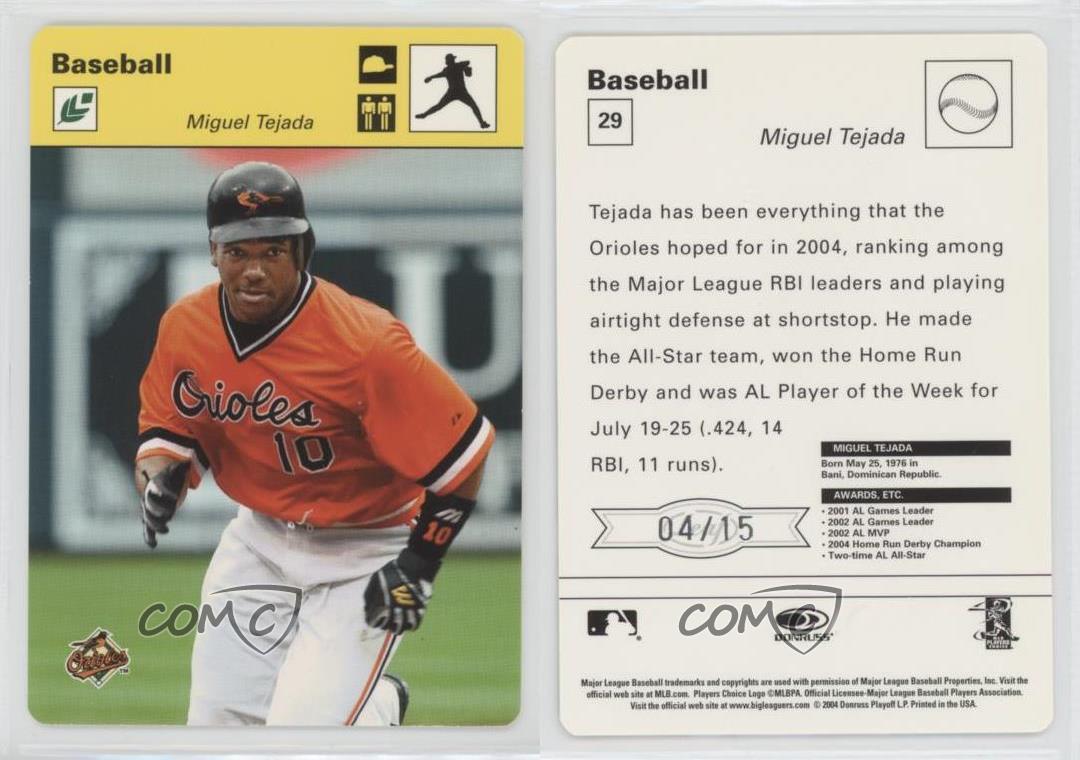 Baseball
Miguel Tejada
Orioles
10
10
Orioles
TM
COMC
Baseball
29
Miguel Tejada
Tejada has been everything that the
Orioles hoped for in 2004, ranking among
the Major League RBI leaders and playing
airtight defense at shortstop. He made
the All-Star team, won the Home Run
Derby and was AL Player of the Week for
July 19-25 (.424, 14
RBI, 11 runs).
MIGUEL TEJADA
Born May 25, 1976 in
Bani, Dominican Republic.
AWARDS, ETC.
• 2001 AL Games Leader
• 2002 AL Games Leader
• 2002 AL MVP
• 2004 Home Run Derby Champion
• Two-time AL All-Star
04/15
COMC
DONRUSS
PLAYERS
CHOICE
Major League Baseball trademarks and copyrights are used with permission of Major League Baseball Properties, Inc. Visit the
official web site at MLB.com. Players Choice Logo ©MLBPA. Official Licensee-Major League Baseball Players Association.
Visit the official web site at www.bigleaguers.com © 2004 Donruss Playoff L.P. Printed in the USA.